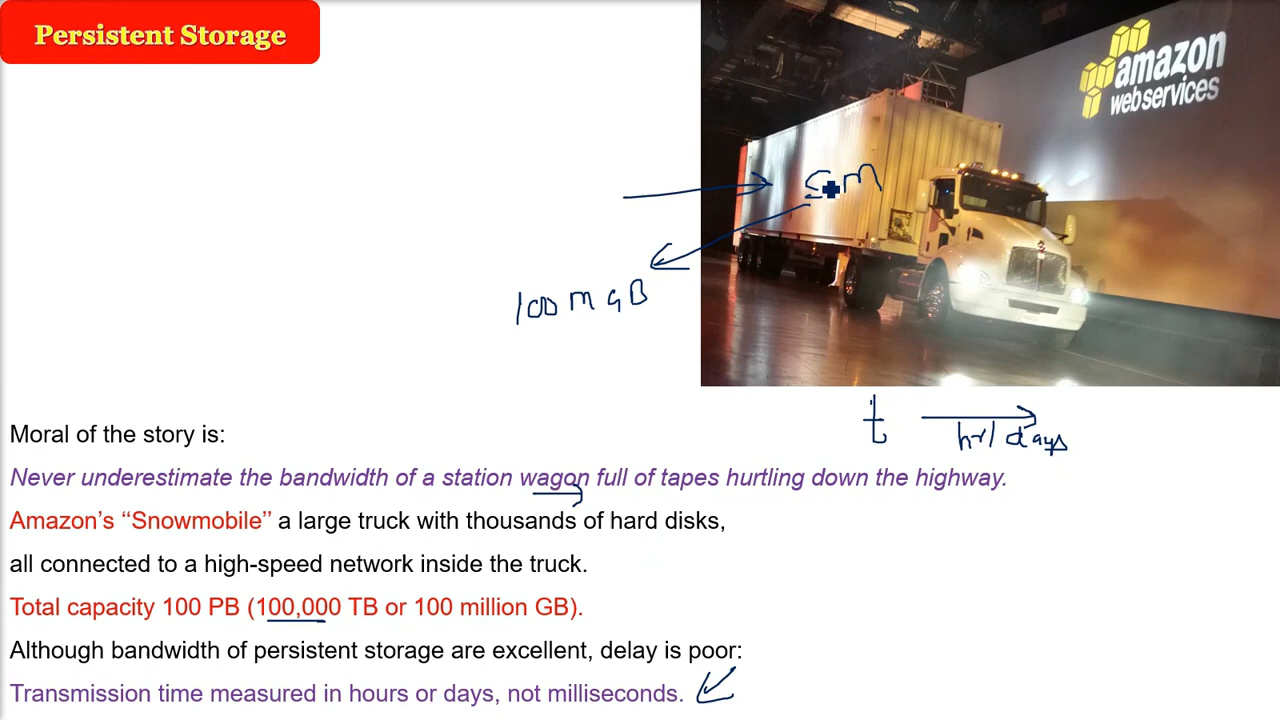 Persistent Storage
amazon
webservices
SM
100 M GB
t
hr/days
Moral of the story is:
Never underestimate the bandwidth of a station wagon full of tapes hurtling down the highway.
Amazon’s ‘‘Snowmobile’’ a large truck with thousands of hard disks,
all connected to a high-speed network inside the truck.
Total capacity 100 PB (100,000 TB or 100 million GB).
Although bandwidth of persistent storage are excellent, delay is poor:
Transmission time measured in hours or days, not milliseconds.